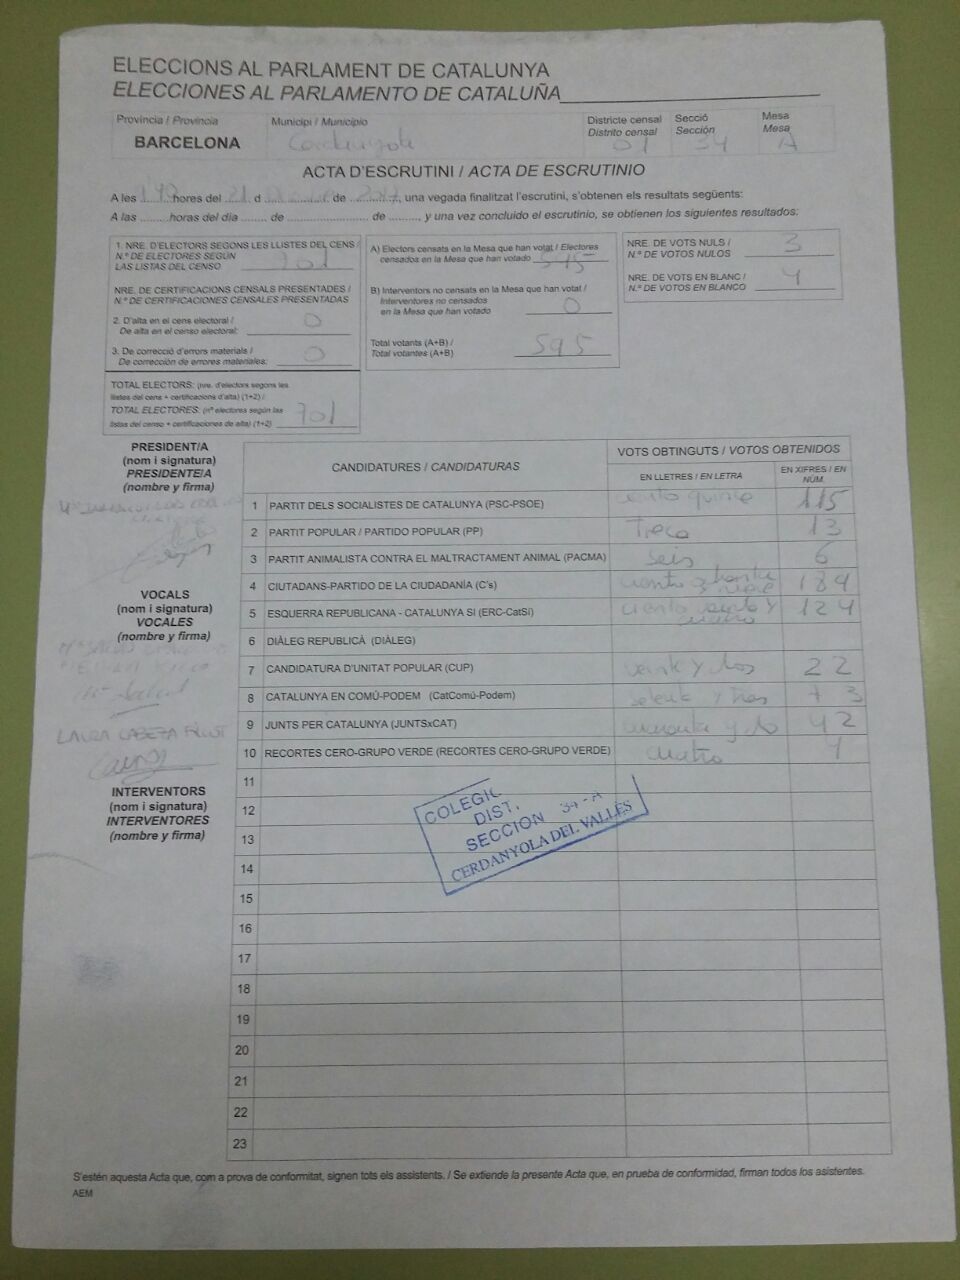 ELECCIONS AL PARLAMENT DE CATALUNYA
ELECCIONES AL PARLAMENTO DE CATALUÑA
Província / Provincia
BARCELONA
Municipi / Municipio
Districte censal
Distrito censal
01
Secció
Sección
34
Mesa
Mesa
A
ACTA D'ESCRUTINI / ACTA DE ESCRUTINIO
A les hores del 21 d de , una vegada finalitzat l'escrutini, s'obtenen els resultats següents:
A las ......... horas del día ........ de ......................... de ........., y una vez concluido el escrutinio, se obtienen los siguientes resultados:
1. NRE. D'ELECTORS SEGONS LES LLISTES DEL CENS /
N.º DE ELECTORES SEGÚN
LAS LISTAS DEL CENSO 701
NRE. DE CERTIFICACIONS CENSALS PRESENTADES /
N.º DE CERTIFICACIONES CENSALES PRESENTADAS
2. D'alta en el cens electoral /
De alta en el censo electoral: 0
3. De correcció d'errors materials /
De corrección de errores materiales: 0
TOTAL ELECTORS: (nre. d'electors segons les
llistes del cens + certificacions d'alta) (1+2) /
TOTAL ELECTORES: (nº electores según las
listas del censo + certificaciones de alta) (1+2) 701
A) Electors censats en la Mesa que han votat / Electores
censados en la Mesa que han votado
B) Interventors no censats en la Mesa que han votat /
Interventores no censados
en la Mesa que han votado 0
Total votants (A+B) /
Total votantes (A+B) 595
NRE. DE VOTS NULS /
N.º DE VOTOS NULOS 3
NRE. DE VOTS EN BLANC /
N.º DE VOTOS EN BLANCO 4
PRESIDENT/A
(nom i signatura)
PRESIDENTE/A
(nombre y firma)
VOCALS
(nom i signatura)
VOCALES
(nombre y firma)
LAURA CABEZA
INTERVENTORS
(nom i signatura)
INTERVENTORES
(nombre y firma)
CANDIDATURES / CANDIDATURAS
VOTS OBTINGUTS / VOTOS OBTENIDOS
EN LLETRES / EN LETRA
EN XIFRES / EN
NÚM.
1 PARTIT DELS SOCIALISTES DE CATALUNYA (PSC-PSOE) ciento quince 115
2 PARTIT POPULAR / PARTIDO POPULAR (PP) Trece 13
3 PARTIT ANIMALISTA CONTRA EL MALTRACTAMENT ANIMAL (PACMA) Seis 6
4 CIUTADANS-PARTIDO DE LA CIUDADANÍA (C's) ciento ochenta y nueve 189
5 ESQUERRA REPUBLICANA - CATALUNYA SÍ (ERC-CatSí) ciento veinte y cuatro 124
6 DIÀLEG REPUBLICÀ (DIÀLEG)
7 CANDIDATURA D'UNITAT POPULAR (CUP) veinte y dos 22
8 CATALUNYA EN COMÚ-PODEM (CatComú-Podem) setenta y tres 73
9 JUNTS PER CATALUNYA (JUNTSxCAT) cuarenta y do 42
10 RECORTES CERO-GRUPO VERDE (RECORTES CERO-GRUPO VERDE) cuatro 4
11
12
13
14
15
16
17
18
19
20
21
22
23
COLEGIC
DIST.
SECCION 34-A
CERDANYOLA DEL VALLÉS
S'estén aquesta Acta que, com a prova de conformitat, signen tots els assistents. / Se extiende la presente Acta que, en prueba de conformidad, firman todos los asistentes.
AEM